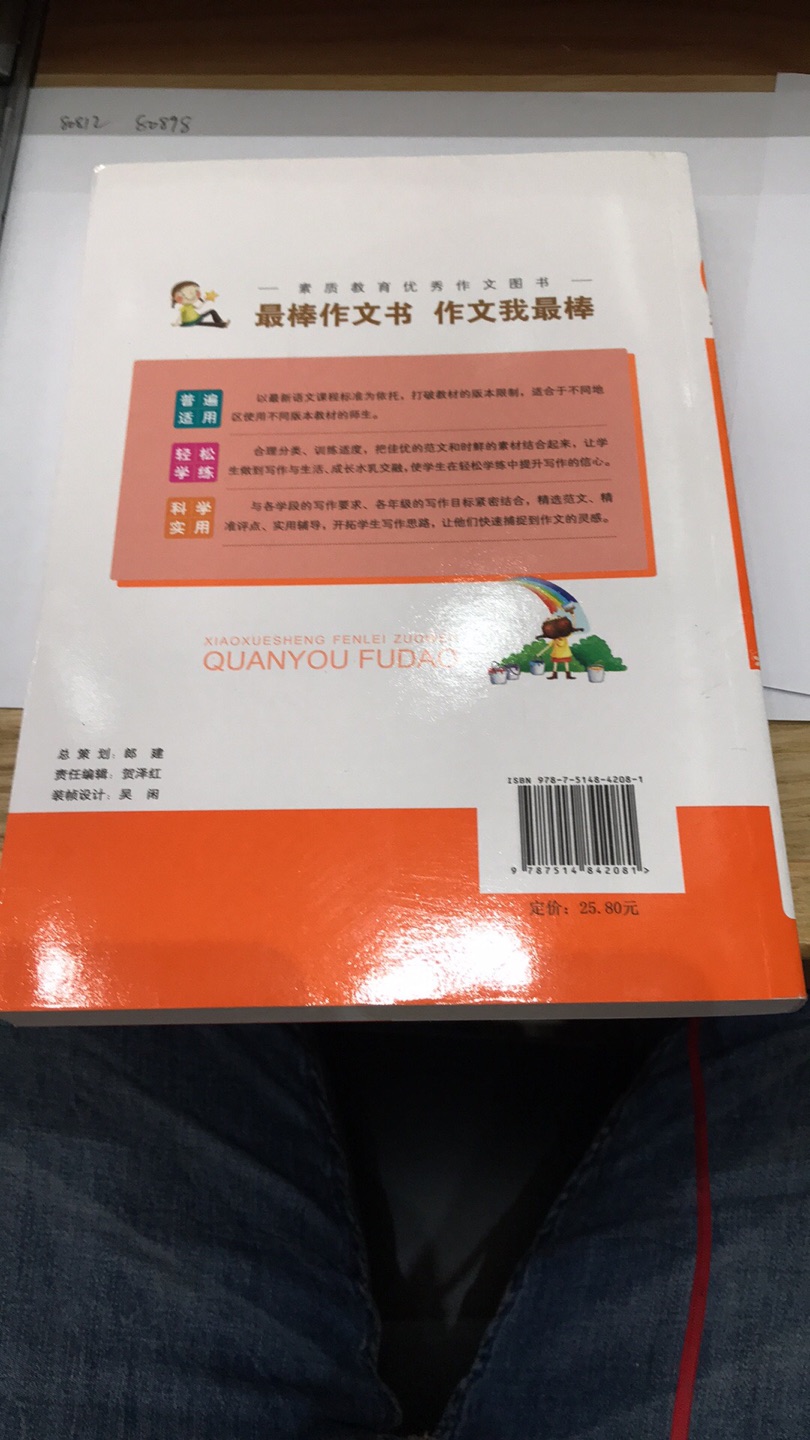 素质教育优秀作文图书
最棒作文书 作文我最棒
普遍
适用
以最新语文课程标准为依托，打破教材的版本限制，适合于不同地
区使用不同版本教材的师生。
轻松
学练
合理分类、训练适度，把佳优的范文和时鲜的素材结合起来，让学
生做到写作与生活、成长水乳交融，使学生在轻松学练中提升写作的信心。
科学
实用
与各学段的写作要求、各年级的写作目标紧密结合，精选范文、精
准评点、实用辅导，开拓学生写作思路，让他们快速捕捉到作文的灵感。
XIAOXUESHENG FENLEI ZUOWEN
QUANYOU FUDAO
总 策 划：郎 建
责任编辑：贺泽红
装帧设计：吴 闲
ISBN 978-7-5148-4208-1
9 787514 842081>
定价：25.80元